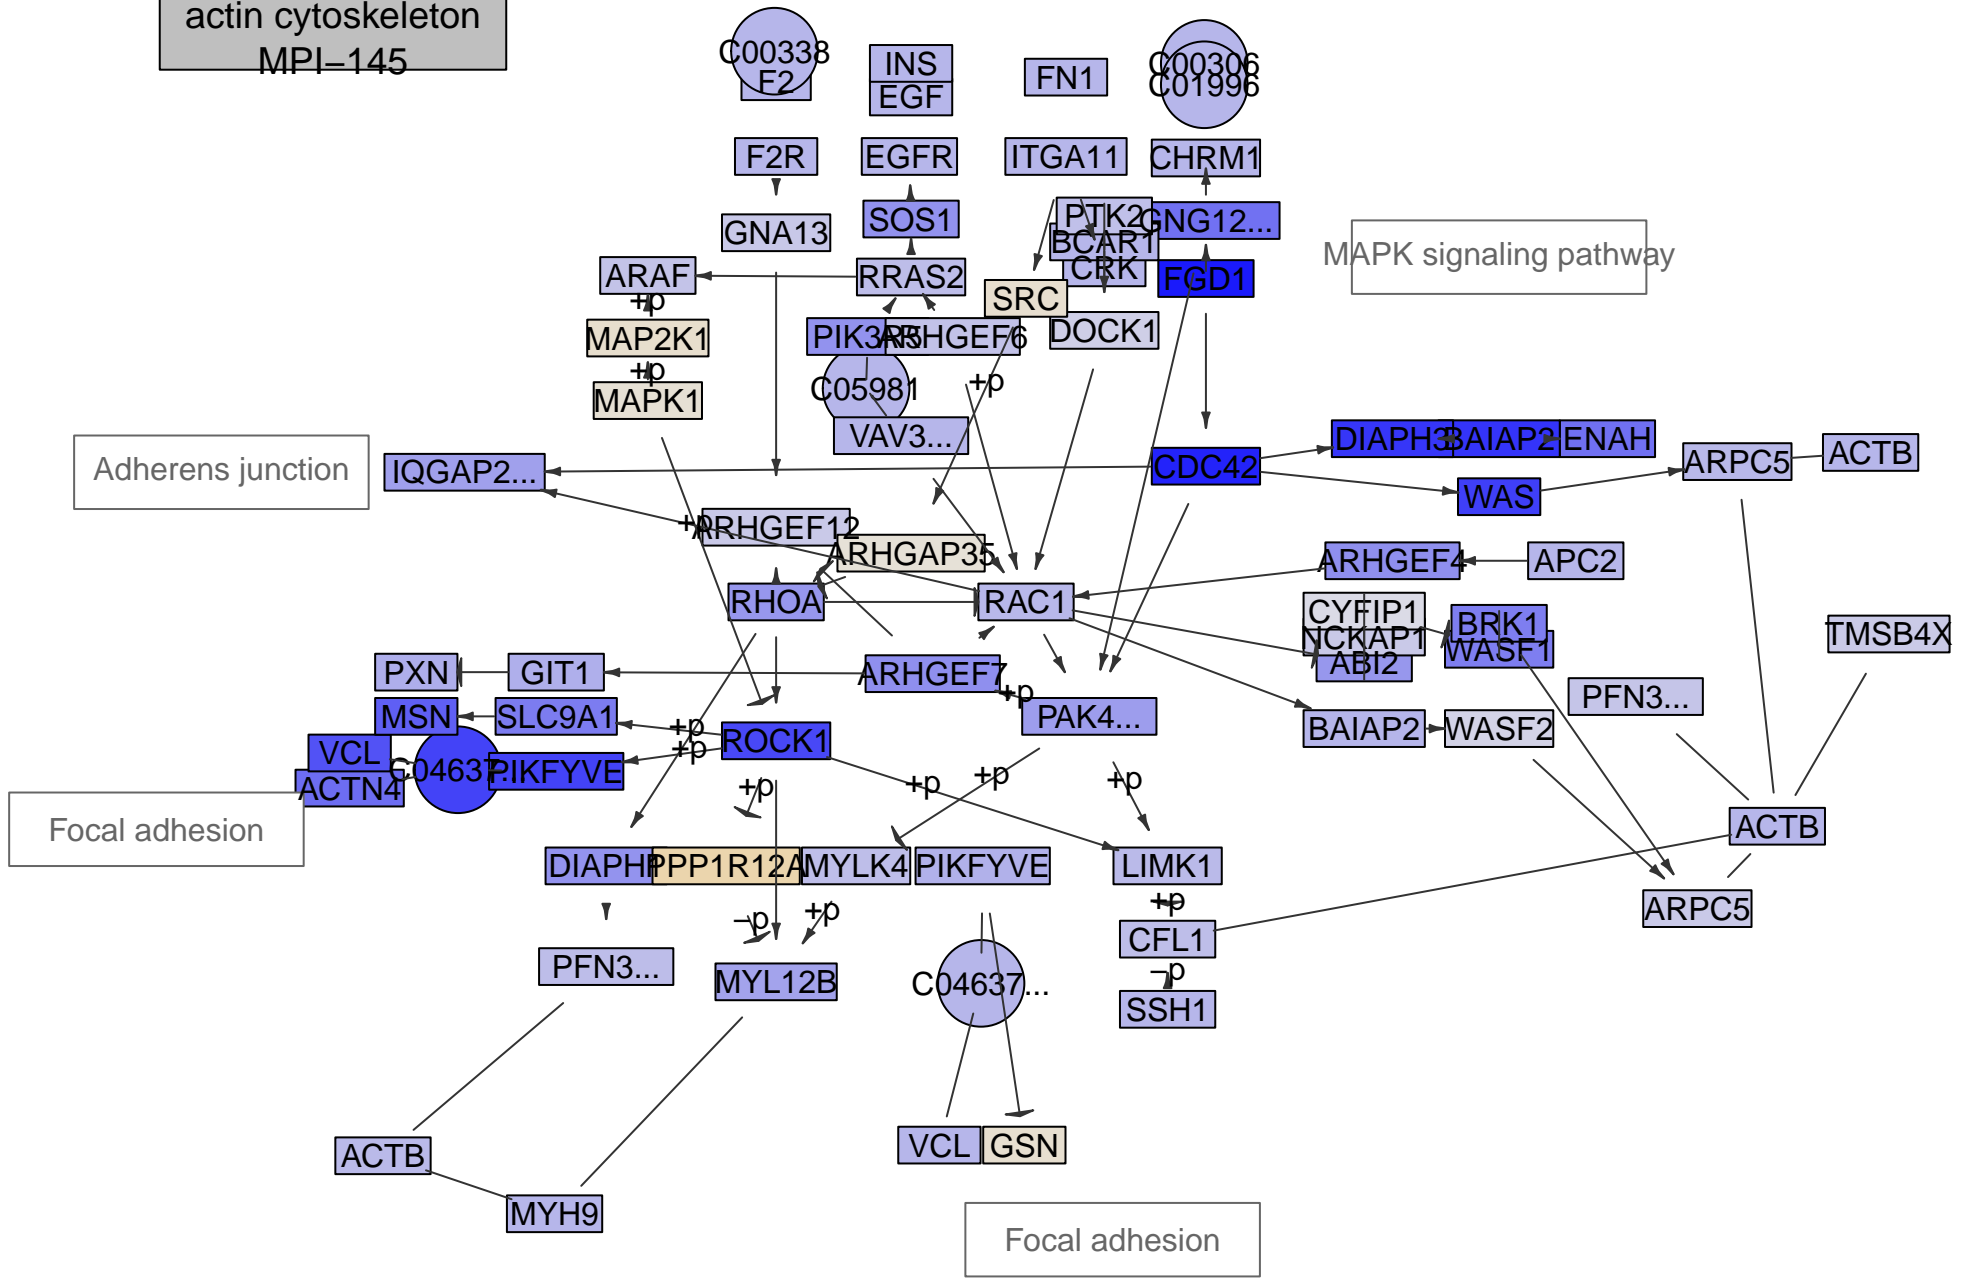 actin cytoskeleton
MPI−145
C00338
F2
INS
EGF
FN1
C00306
C01996
F2R
EGFR
ITGA11
CHRM1
GNA13
SOS1
PTK2
BCAR1
CRK
GNG12...
MAPK signaling pathway
ARAF
RRAS2
SRC
FGD1
+p
MAP2K1
ARHGEF6
DOCK1
+p
MAPK1
C05981
+p
VAV3...
Adherens junction
IQGAP2...
CDC42
DIAPH3
BAIAP2
ENAH
ARPC5
ACTB
WAS
+p
ARHGEF12
ARHGAP35
ARHGEF4
APC2
RHOA
RAC1
CYFIP1
NCKAP1
ABI2
BRK1
WASF1
TMSB4X
PXN
GIT1
ARHGEF7
+p
PFN3...
MSN
SLC9A1
+p
PAK4...
BAIAP2
WASF2
VCL
ACTN4
C04637...
PIKFYVE
+p
ROCK1
+p
+p
+p
+p
Focal adhesion
ACTB
PPP1R12A
MYLK4
PIKFYVE
LIMK1
+p
ARPC5
−p
+p
CFL1
−p
PFN3...
MYL12B
C04637...
SSH1
ACTB
VCL
GSN
MYH9
Focal adhesion